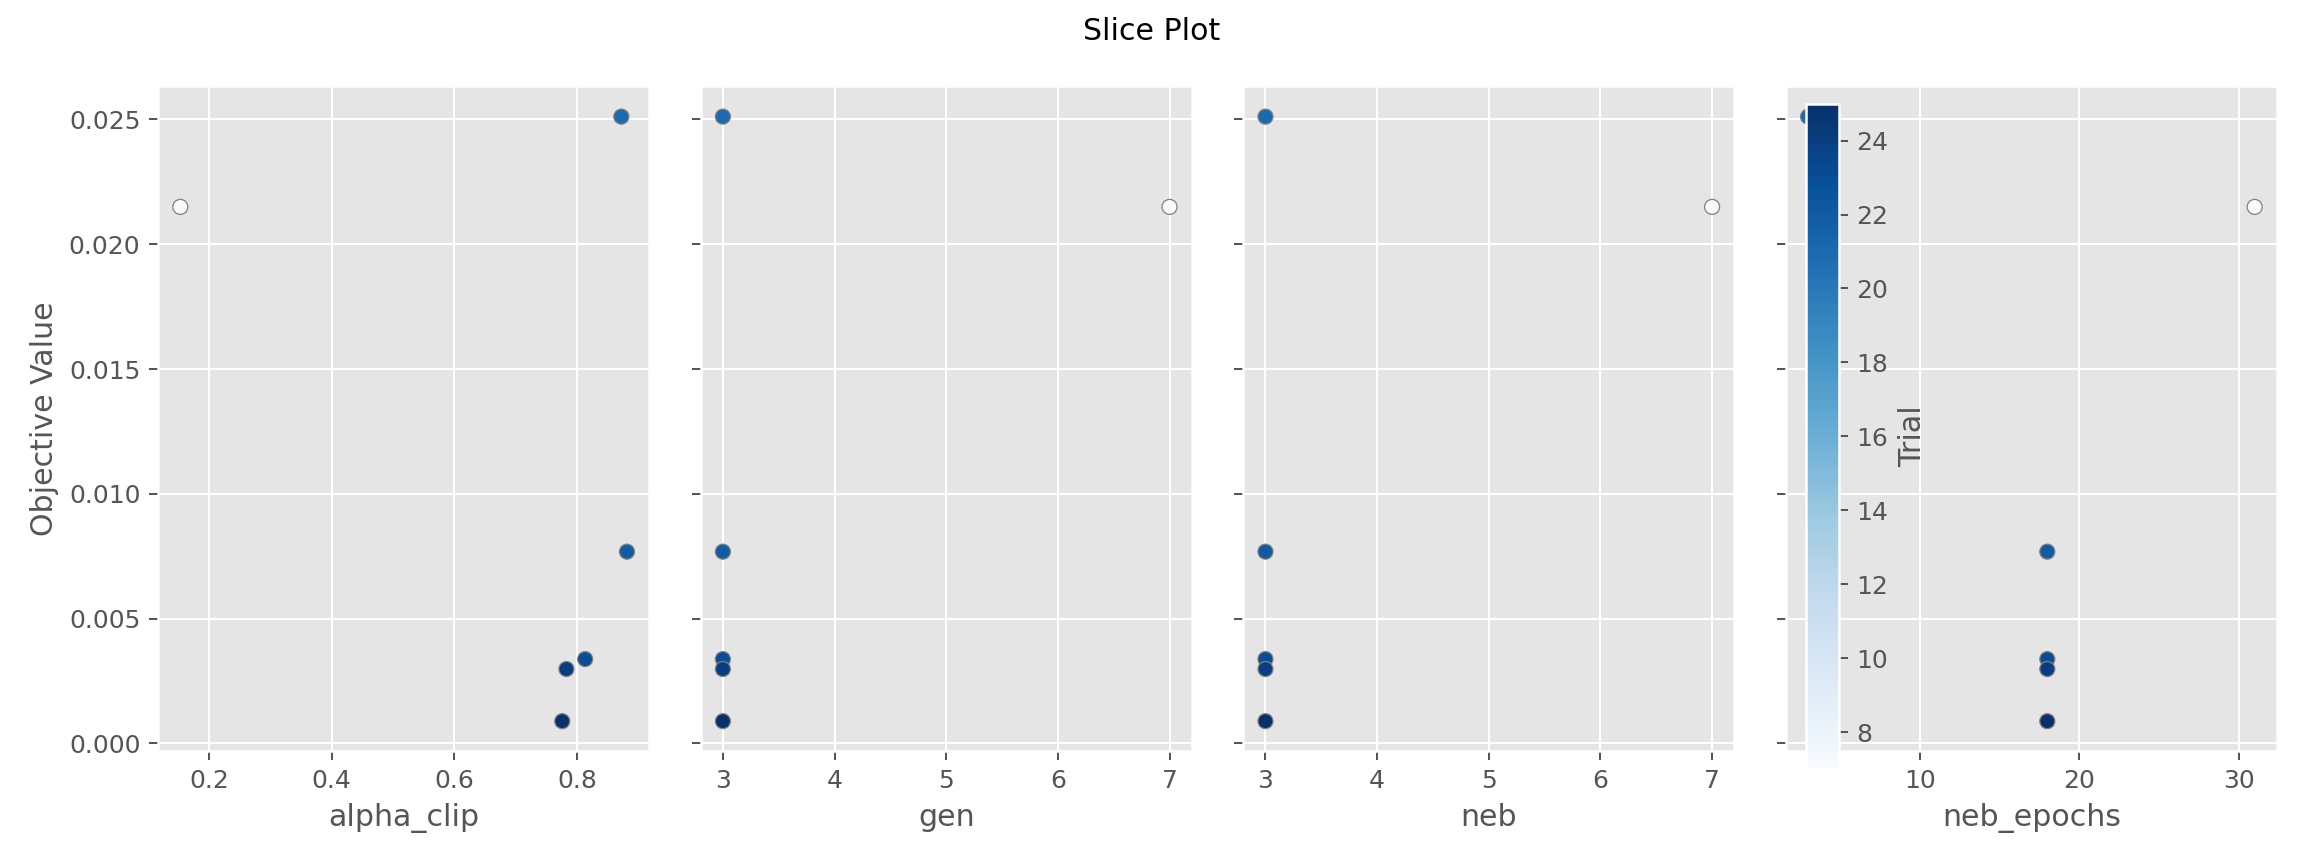 Slice Plot
Objective Value
0.025
0.020
0.015
0.010
0.005
0.000
0.2 0.4 0.6 0.8
alpha_clip
3 4 5 6 7
gen
3 4 5 6 7
neb
10 20 30
neb_epochs
24
22
20
18
16
14
12
10
8
Trial